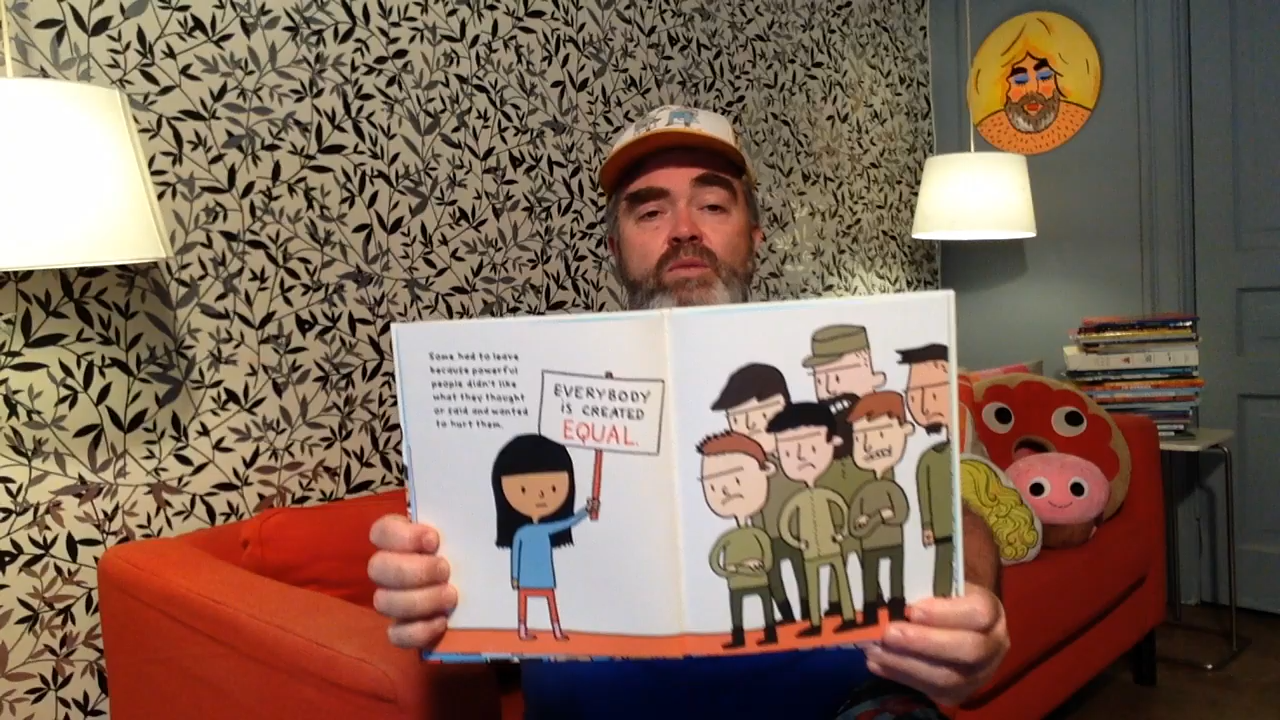 Some had to leave
because powerful
people didn't like
what they thought
or said and wanted
to hurt them.
EVERYBODY
iS CREATED
EQUAL.